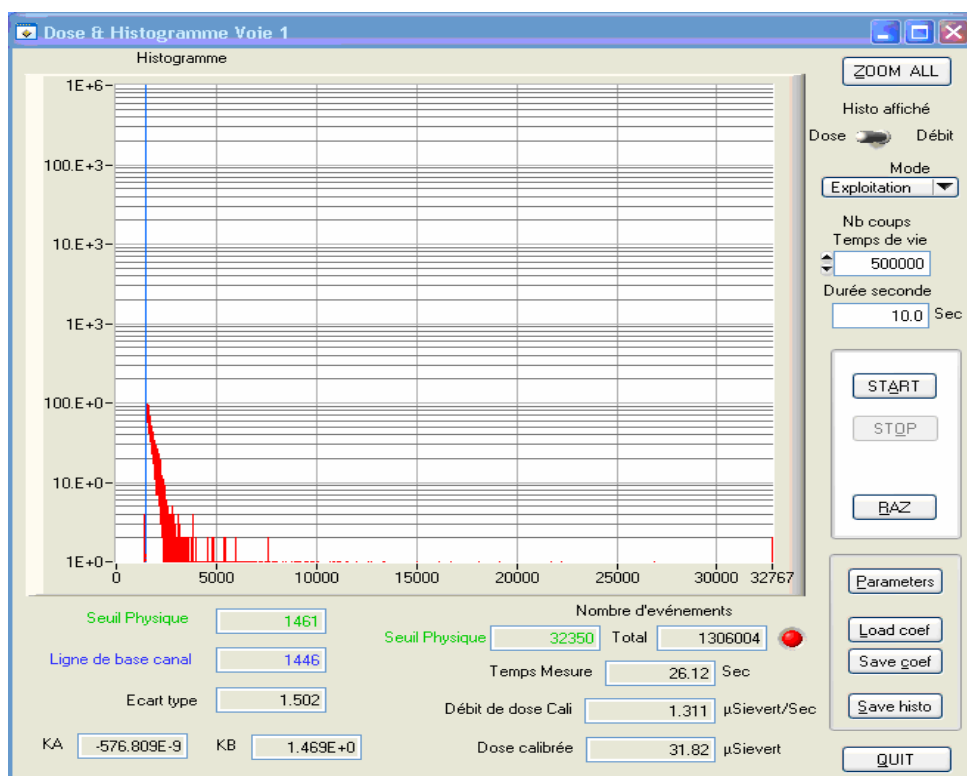 Dose & Histogramme Voie 1
Histogramme
1E+6
100.E+3
10.E+3
1E+3
100.E+0
10.E+0
1E+0
0 5000 10000 15000 20000 25000 30000 32767
ZOOM ALL
Histo affiché
Dose Débit
Mode
Exploitation
Nb coups
Temps de vie
500000
Durée seconde
10.0 Sec
START
STOP
RAZ
Parameters
Load coef
Save coef
Save histo
QUIT
Seuil Physique 1461
Ligne de base canal 1446
Ecart type 1.502
KA -576.809E-9 KB 1.469E+0
Nombre d'evénements
Seuil Physique 32350 Total 1306004
Temps Mesure 26.12 Sec
Débit de dose Cali 1.311 µSievert/Sec
Dose calibrée 31.82 µSievert